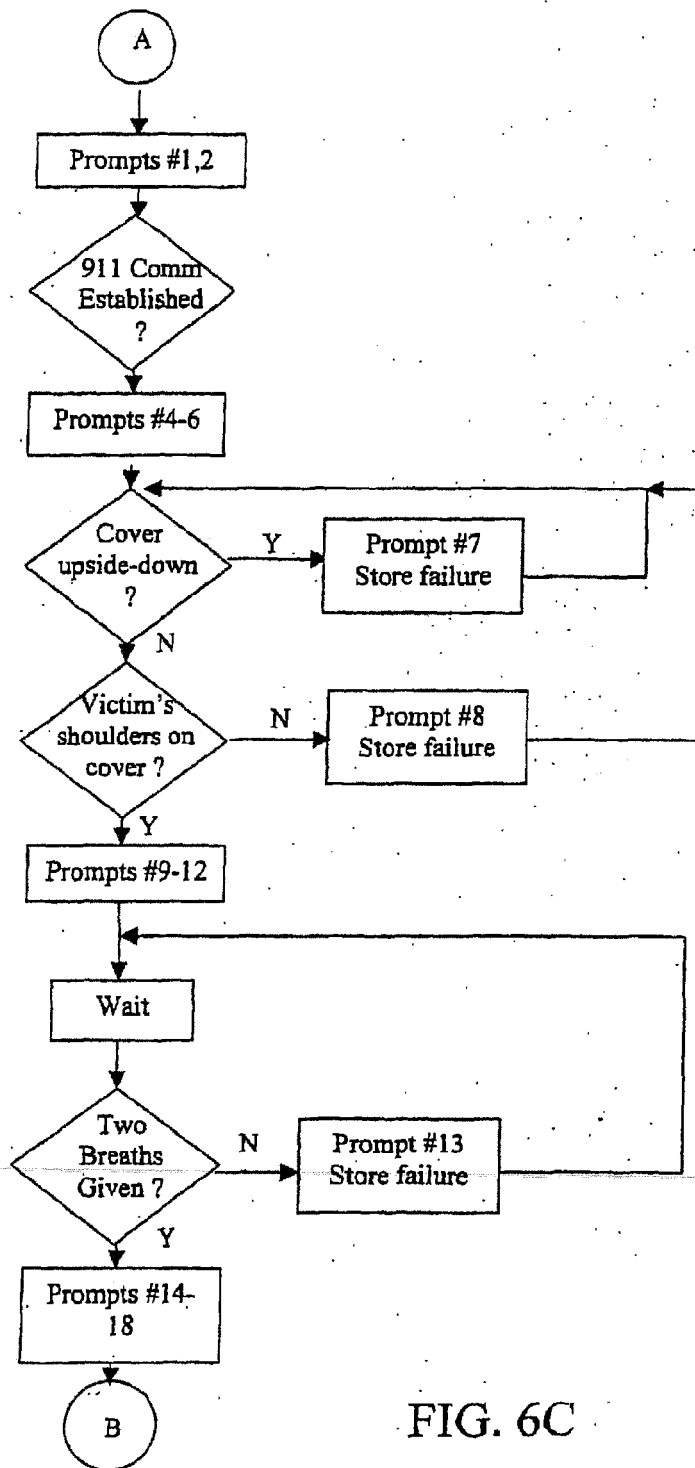 A
Prompts #1,2
911 Comm
Established
?
Prompts #4-6
Cover
upside-down
?
Y
Prompt #7
Store failure
N
Victim's
shoulders on
cover ?
N
Prompt #8
Store failure
Y
Prompts #9-12
Wait
Two
Breaths
Given ?
N
Prompt #13
Store failure
Y
Prompts #14-
18
B
FIG. 6C